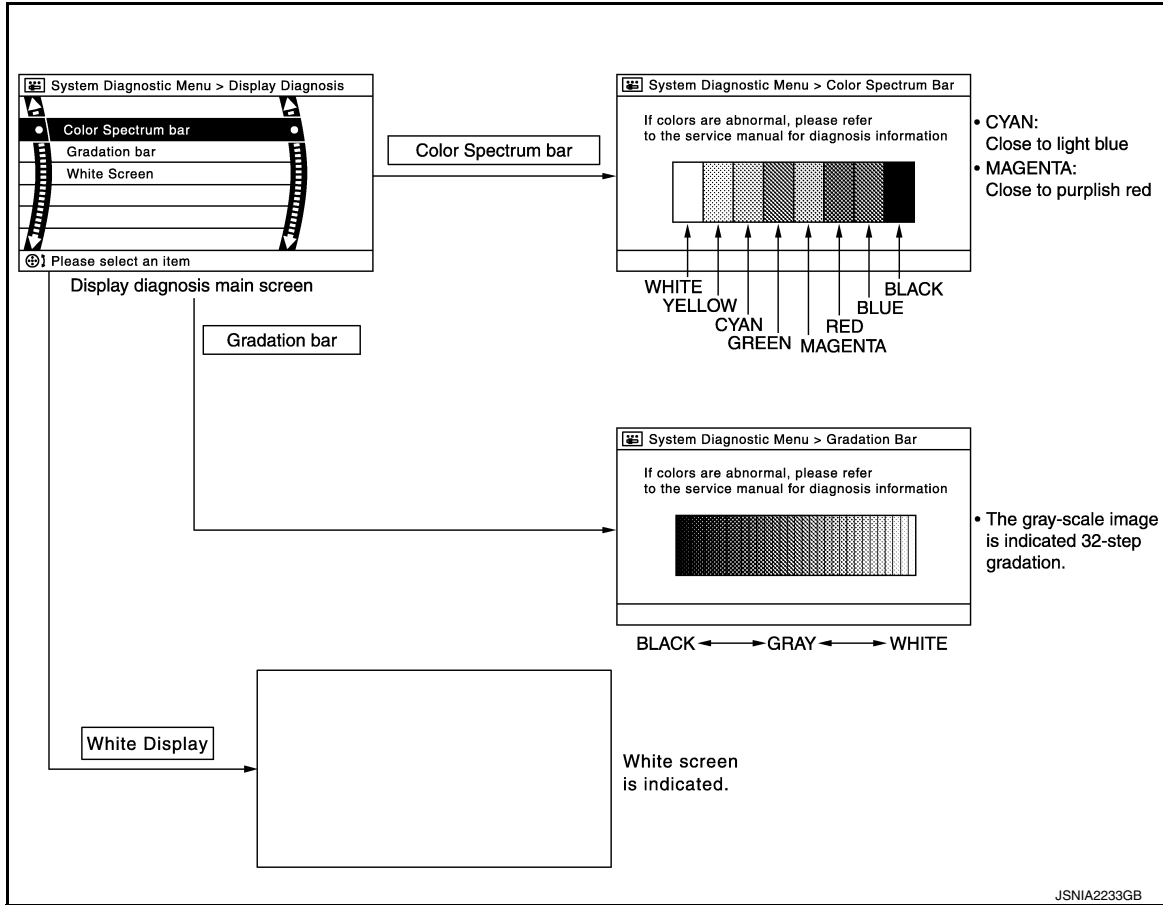 System Diagnostic Menu > Display Diagnosis
Color Spectrum bar
Gradation bar
White Screen
Please select an item
Display diagnosis main screen
Color Spectrum bar
System Diagnostic Menu > Color Spectrum Bar
If colors are abnormal, please refer
to the service manual for diagnosis information
WHITE
YELLOW
CYAN
GREEN
MAGENTA
RED
BLUE
BLACK
• CYAN:
Close to light blue
• MAGENTA:
Close to purplish red
Gradation bar
System Diagnostic Menu > Gradation Bar
If colors are abnormal, please refer
to the service manual for diagnosis information
BLACK GRAY WHITE
• The gray-scale image
is indicated 32-step
gradation.
White Display
White screen
is indicated.
JSNIA2233GB